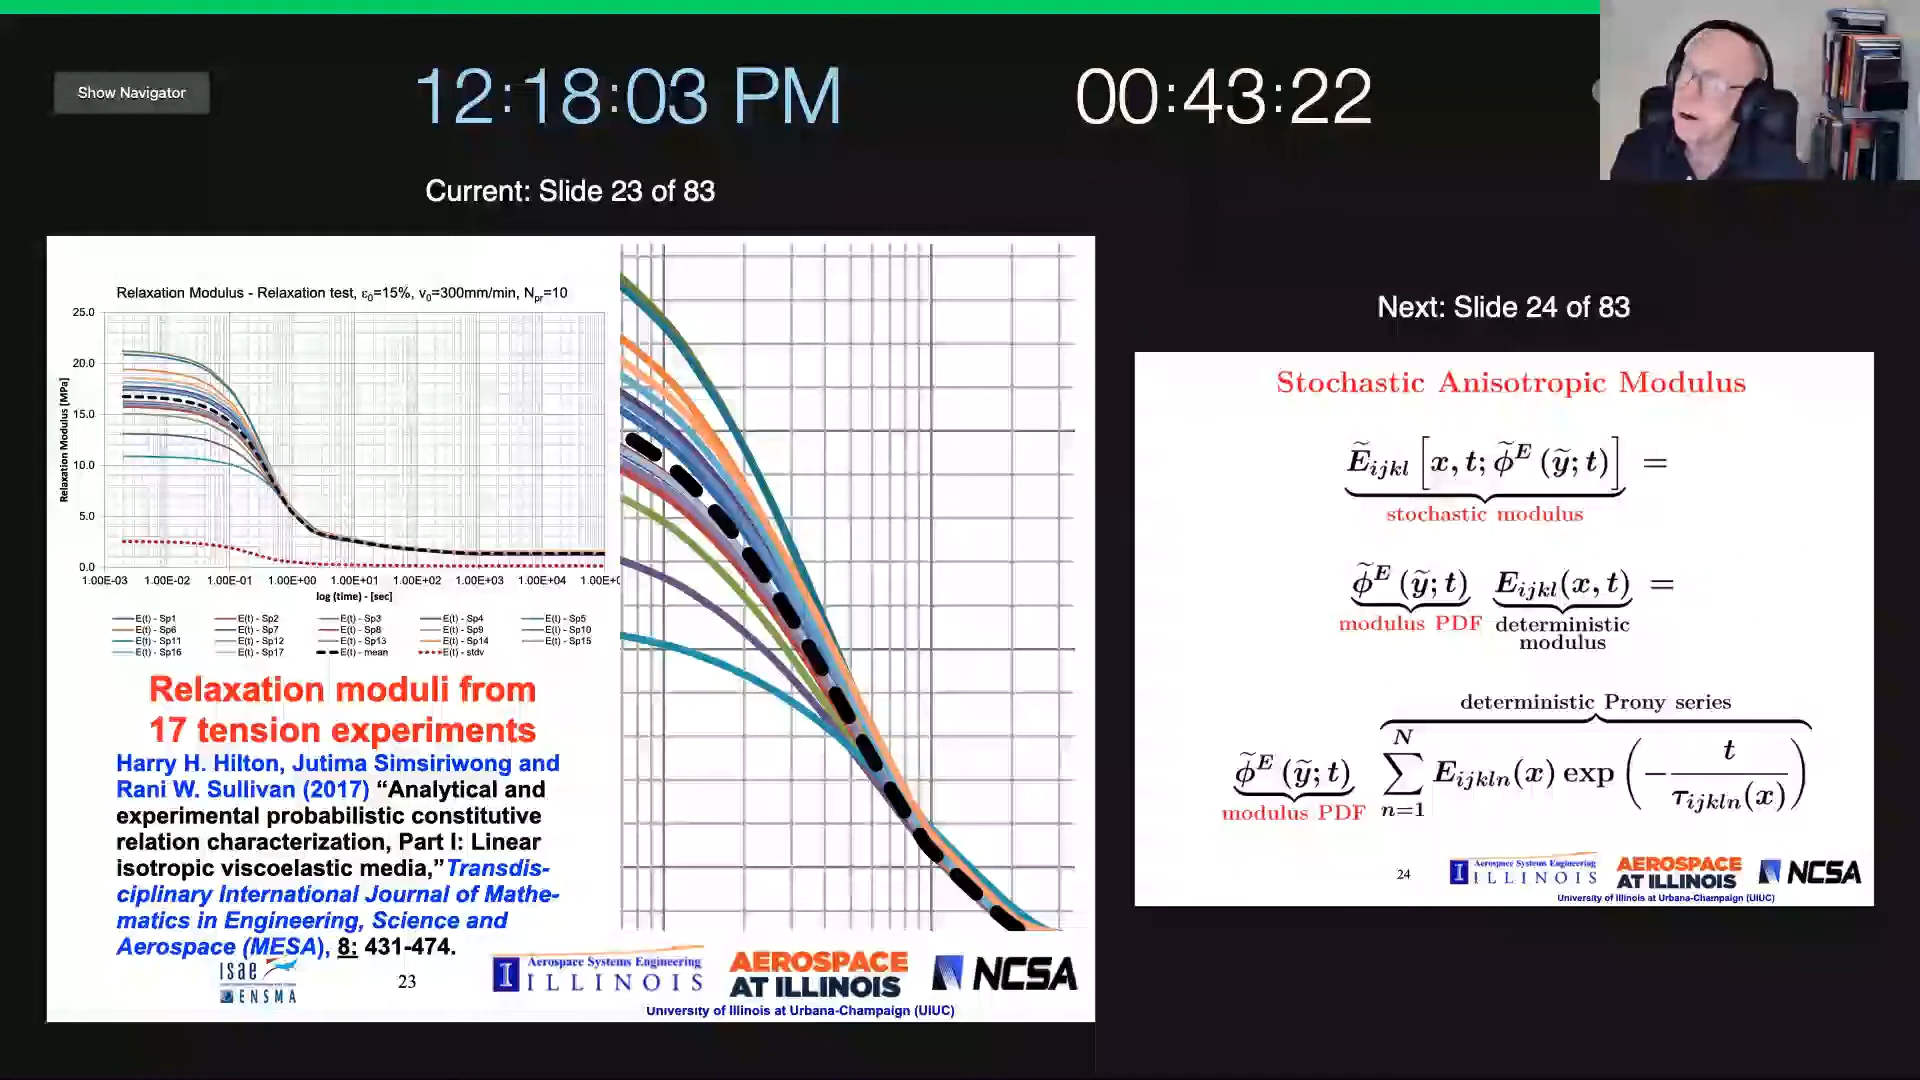 Show Navigator
12:18:03 PM
00:43:22
Current: Slide 23 of 83
Relaxation Modulus - Relaxation test, ε0=15%, v0=300mm/min, Npr=10
Relaxation Modulus [MPa]
25.0
20.0
15.0
10.0
5.0
0.0
1.00E-03 1.00E-02 1.00E-01 1.00E+00 1.00E+01 1.00E+02 1.00E+03 1.00E+04 1.00E+0
log (time) - [sec]
E(t) - Sp1 E(t) - Sp2 E(t) - Sp3 E(t) - Sp4 E(t) - Sp5
E(t) - Sp6 E(t) - Sp7 E(t) - Sp8 E(t) - Sp9 E(t) - Sp10
E(t) - Sp11 E(t) - Sp12 E(t) - Sp13 E(t) - Sp14 E(t) - Sp15
E(t) - Sp16 E(t) - Sp17 E(t) - mean E(t) - stdv
Relaxation moduli from
17 tension experiments
Harry H. Hilton, Jutima Simsiriwong and
Rani W. Sullivan (2017) “Analytical and
experimental probabilistic constitutive
relation characterization, Part I: Linear
isotropic viscoelastic media,” Transdis-
ciplinary International Journal of Mathe-
matics in Engineering, Science and
Aerospace (MESA), 8: 431-474.
isae
ENSMA
23
Aerospace Systems Engineering
ILLINOIS
AEROSPACE
AT ILLINOIS
NCSA
University of Illinois at Urbana-Champaign (UIUC)
Next: Slide 24 of 83
Stochastic Anisotropic Modulus
Ẽijkl [x, t; φ̃^E (ỹ; t)] =
stochastic modulus
φ̃^E (ỹ; t) Eijkl(x, t) =
modulus PDF deterministic
modulus
deterministic Prony series
φ̃^E (ỹ; t) ∑_{n=1}^{N} Eijkln(x) exp (− t / τijkln(x))
modulus PDF
24
Aerospace Systems Engineering
ILLINOIS
AEROSPACE
AT ILLINOIS
NCSA
University of Illinois at Urbana-Champaign (UIUC)